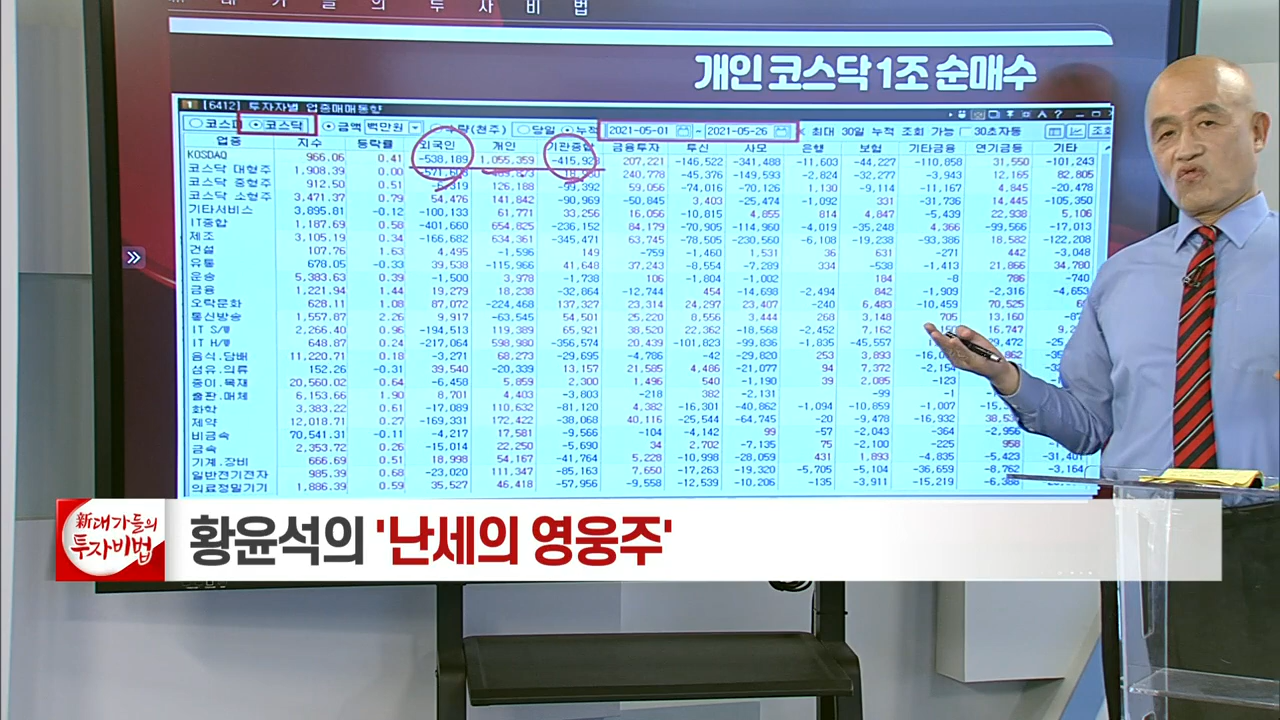 新 대 가 들 의 투 자 비 법
개인 코스닥 1조 순매수
1 [6412] 투자자별 업종매매동향
코스피 코스닥 금액 백만원 수량(천주) 당일 누적 2021-05-01 ~ 2021-05-26 최대 30일 누적 조회 가능 30초자동 조회
업종 지수 등락률 외국인 개인 기관종합 금융투자 투신 사모 은행 보험 기타금융 연기금등 기타
KOSDAQ 966.06 0.41 -538,189 1,055,359 -415,928 207,221 -146,522 -341,488 -11,603 -44,227 -110,858 31,550 -101,243
코스닥 대형주 1,908.39 0.00 240,778 -45,376 -149,593 -2,824 -32,277 -3,943 12,165 82,805
코스닥 중형주 912.50 0.51 126,188 -99,392 59,056 -74,016 -70,126 1,130 -9,114 -11,167 4,845 -20,478
코스닥 소형주 3,471.37 0.79 54,476 141,842 -90,969 -50,845 3,403 -25,474 -1,092 331 -31,736 14,445 -105,350
기타서비스 3,895.81 -0.12 -100,133 61,771 33,256 16,056 -10,815 4,855 814 4,847 -5,439 22,938 5,106
IT종합 1,187.69 0.58 -401,660 654,825 -236,152 84,179 -70,905 -114,960 -4,019 -35,248 4,366 -99,566 -17,013
제조 3,105.19 0.34 -166,682 634,361 -345,471 63,745 -78,505 -230,560 -6,108 -19,238 -93,386 18,582 -122,208
건설 107.76 1.63 4,495 -1,596 149 -759 -1,460 1,531 36 631 -271 442 -3,048
유통 678.05 -0.33 39,538 -115,966 41,648 37,243 -8,554 -7,289 334 -538 -1,413 21,866 34,780
운송 5,383.63 0.39 -1,500 3,978 -1,738 106 -1,804 -1,002 184 -8 786 -740
금융 1,221.94 1.44 19,279 18,238 -32,864 -12,744 454 -14,698 -2,494 842 -1,909 -2,316 -4,653
오락문화 628.11 1.08 87,072 -224,468 137,327 23,314 24,297 23,407 -240 6,483 -10,459 70,525
통신방송 1,557.87 2.26 9,917 -63,545 54,501 25,220 8,556 3,444 268 3,148 705 13,160
IT S/W 2,266.40 0.96 -194,513 119,389 65,921 38,520 22,362 -18,568 -2,452 7,162 16,747
IT H/W 648.87 0.24 -217,064 598,980 -356,574 20,439 -101,823 -99,836 -1,835 -45,557
음식.담배 11,220.71 0.18 -3,271 68,273 -29,695 -4,786 -42 -29,820 253 3,893
섬유.의류 152.26 -0.31 39,540 -20,339 13,157 21,585 4,486 -21,077 94 7,372 -2,154
종이.목재 20,560.02 0.64 -6,458 5,859 2,300 1,496 540 -1,190 39 2,085 -123
출판.매체 6,153.66 1.90 8,701 4,403 -3,803 -218 382 -2,131 -99 -1
화학 3,383.22 0.61 -17,089 110,632 -81,120 4,382 -16,301 -40,862 -1,094 -10,859 -1,007
제약 12,018.71 0.27 -169,331 172,422 -38,068 40,116 -25,544 -64,745 -20 -9,478 -16,932
비금속 70,541.31 -0.11 -4,217 17,581 -9,566 -104 -4,142 99 -57 -2,043 -364 -2,956
금속 2,353.72 0.26 -15,014 22,250 -5,690 34 2,702 -7,135 75 -2,100 -225 958
기계.장비 666.69 0.51 18,998 54,167 -41,764 5,228 -10,998 -28,059 431 1,893 -4,835 -5,423
일반전기전자 985.39 0.68 -23,020 111,347 -85,163 7,650 -17,263 -19,320 -5,705 -5,104 -36,659 -8,762 -3,164
의료정밀기기 1,886.39 0.59 35,527 46,418 -57,956 -9,558 -12,539 -10,206 -135 -3,911 -15,219
新대가들의
투자비법
황윤석의 '난세의 영웅주'